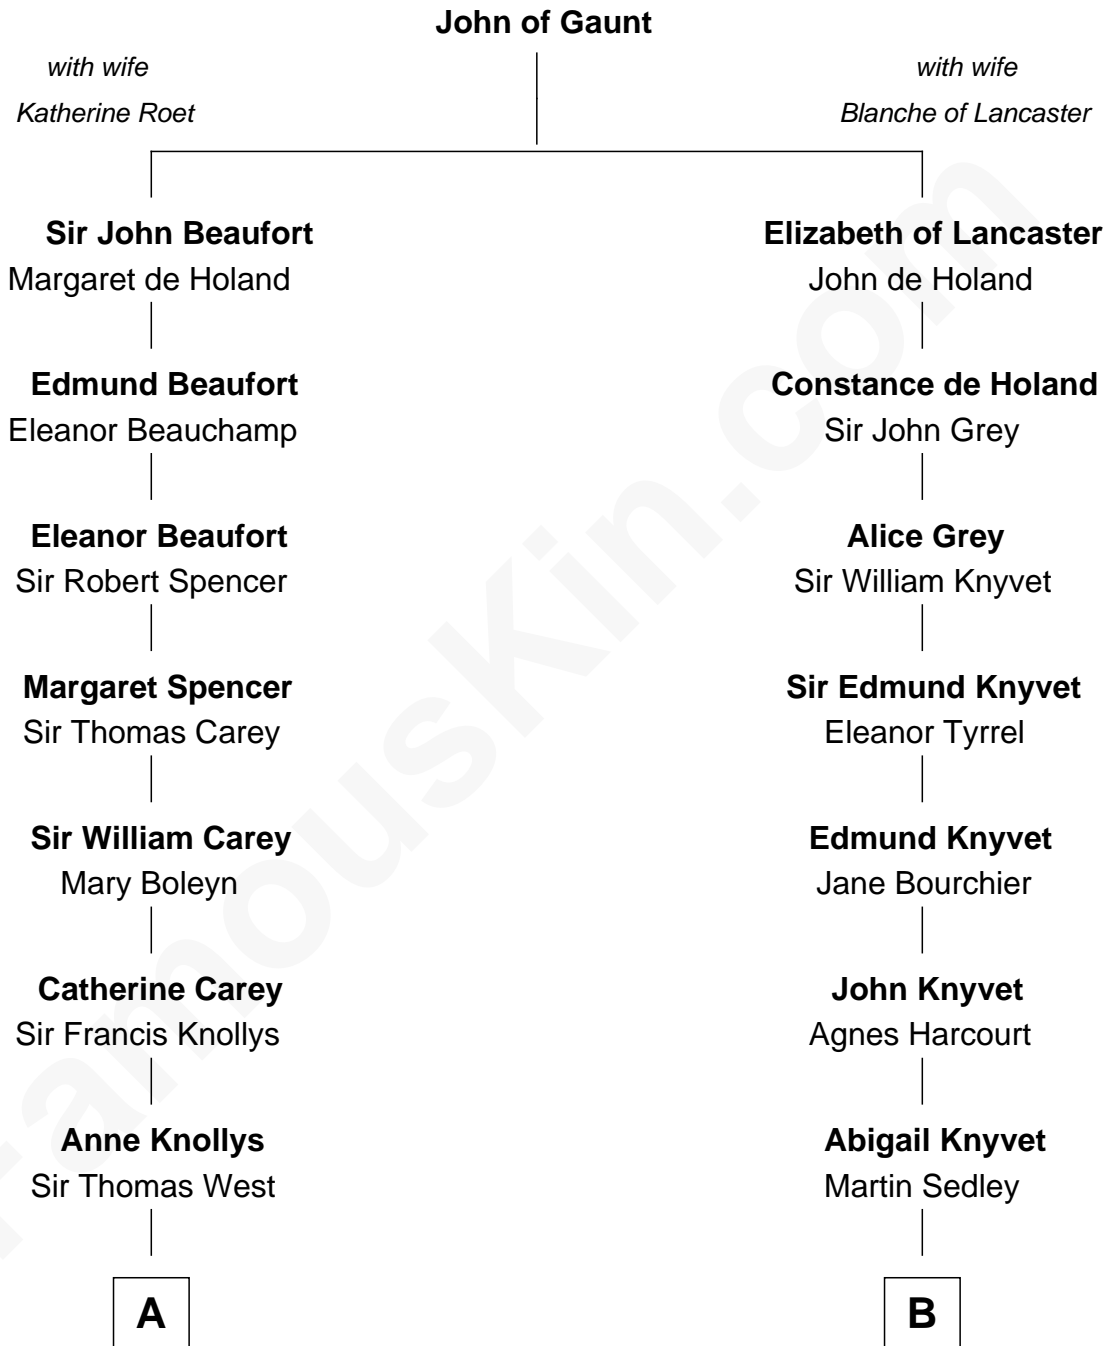 John of Gaunt
with wife
Katherine Roet
with wife
Blanche of Lancaster
Sir John Beaufort
Margaret de Holand
Elizabeth of Lancaster
John de Holand
Edmund Beaufort
Eleanor Beauchamp
Constance de Holand
Sir John Grey
Eleanor Beaufort
Sir Robert Spencer
Alice Grey
Sir William Knyvet
Margaret Spencer
Sir Thomas Carey
Sir Edmund Knyvet
Eleanor Tyrrel
Sir William Carey
Mary Boleyn
Edmund Knyvet
Jane Bourchier
Catherine Carey
Sir Francis Knollys
John Knyvet
Agnes Harcourt
Anne Knollys
Sir Thomas West
Abigail Knyvet
Martin Sedley
A
B
FamousKin.com